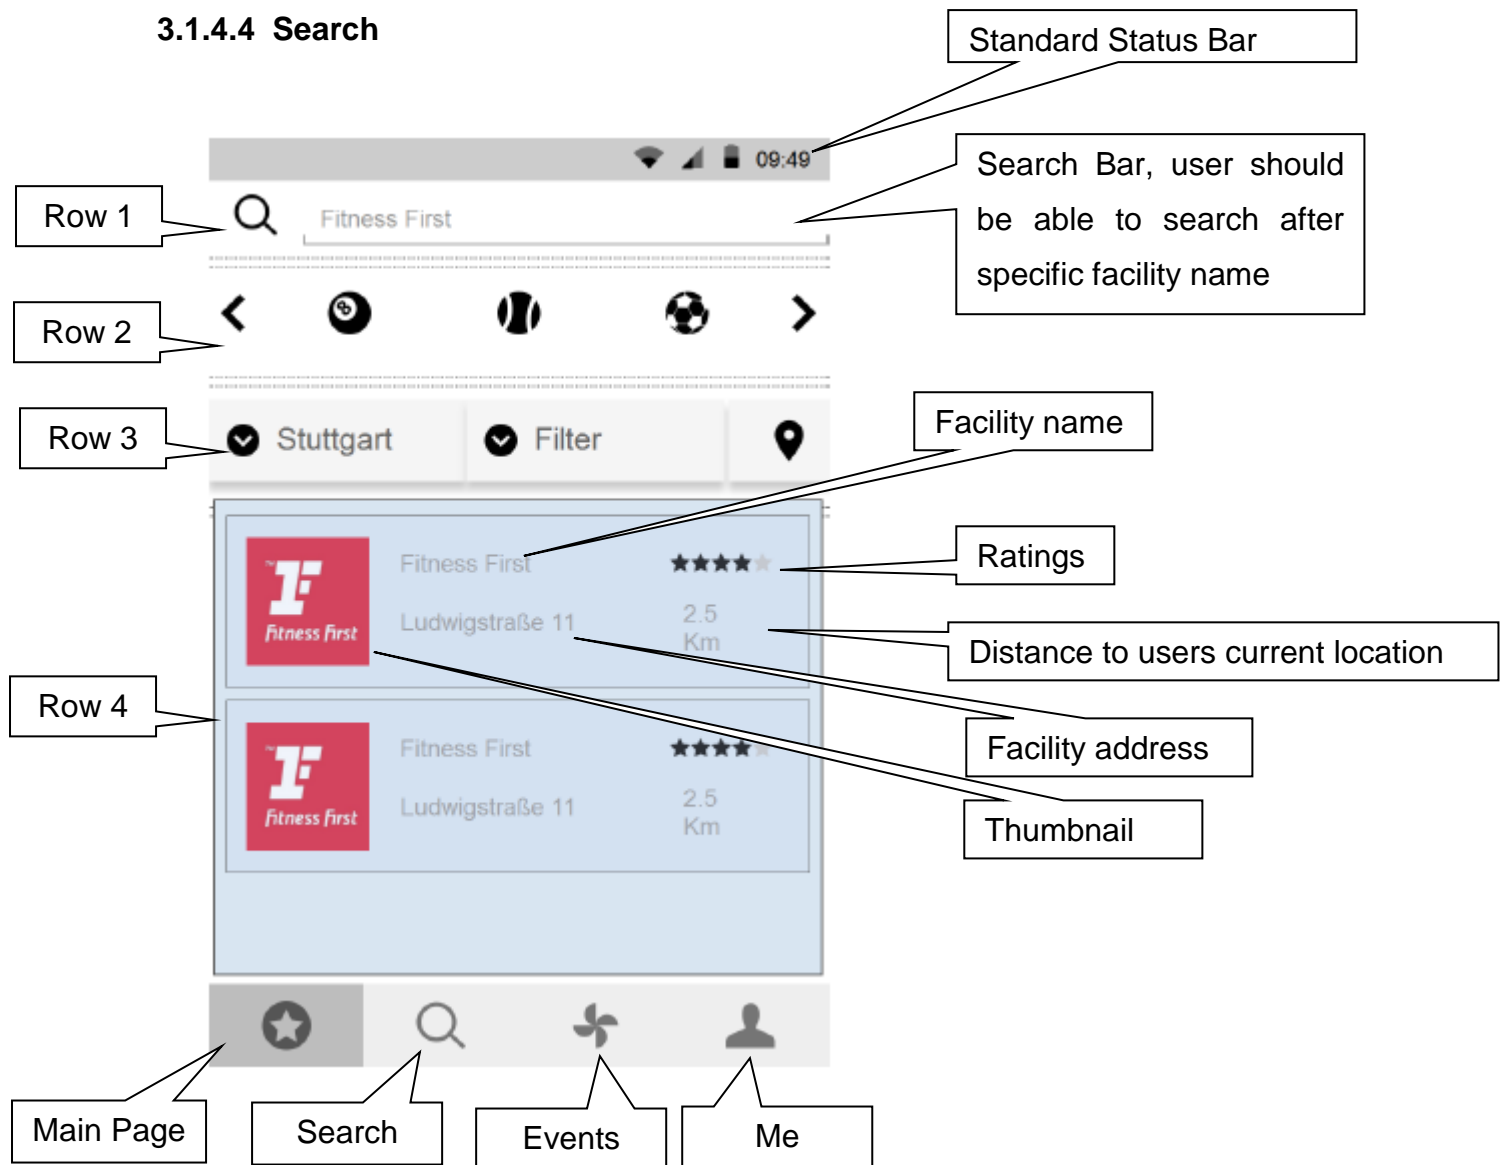 3.1.4.4 Search
Standard Status Bar
09:49
Search Bar, user should
be able to search after
specific facility name
Row 1
Fitness First
Row 2
Row 3
Stuttgart
Filter
Facility name
Fitness First
Ratings
TM
fitness first
Ludwigstraße 11
2.5
Km
Distance to users current location
Row 4
Facility address
Fitness First
TM
fitness first
Ludwigstraße 11
2.5
Km
Thumbnail
Main Page
Search
Events
Me